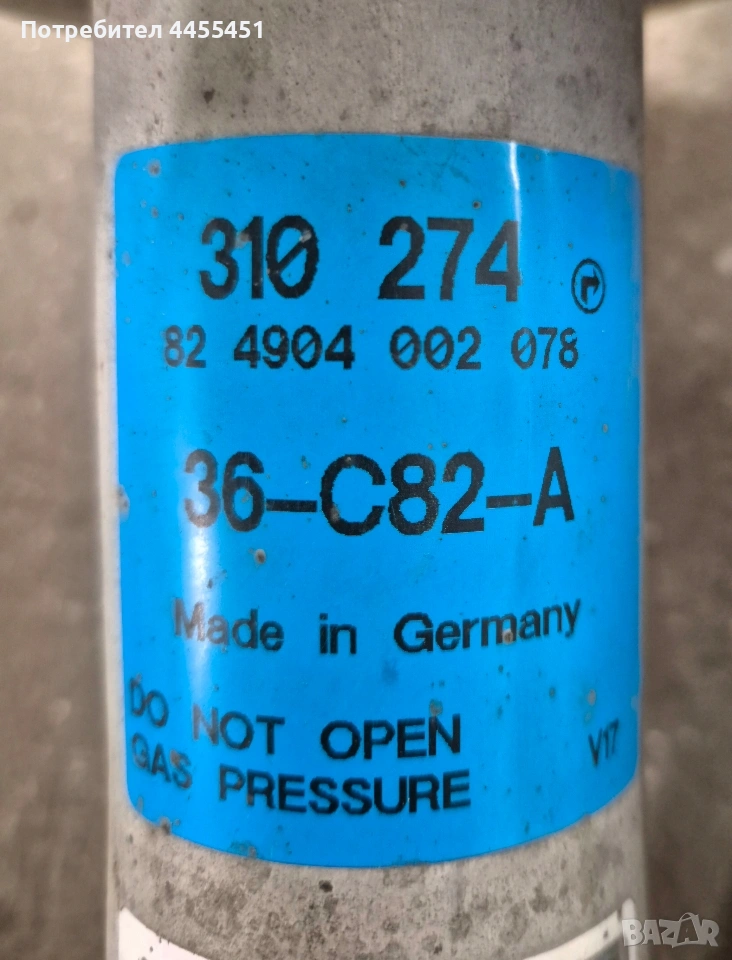 Потребител 4455451
310 274
82 4904 002 078
36-C82-A
Made in Germany
DO NOT OPEN
GAS PRESSURE
V17
BAZAR